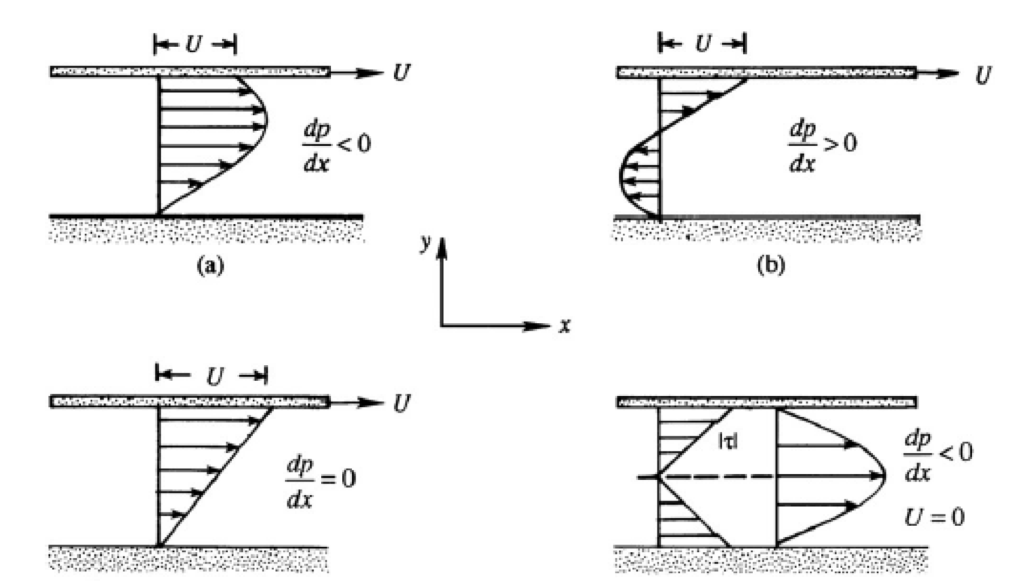 U
U
dp/dx < 0
(a)
U
U
dp/dx > 0
(b)
y
x
U
U
dp/dx = 0
|τ|
dp/dx < 0
U = 0